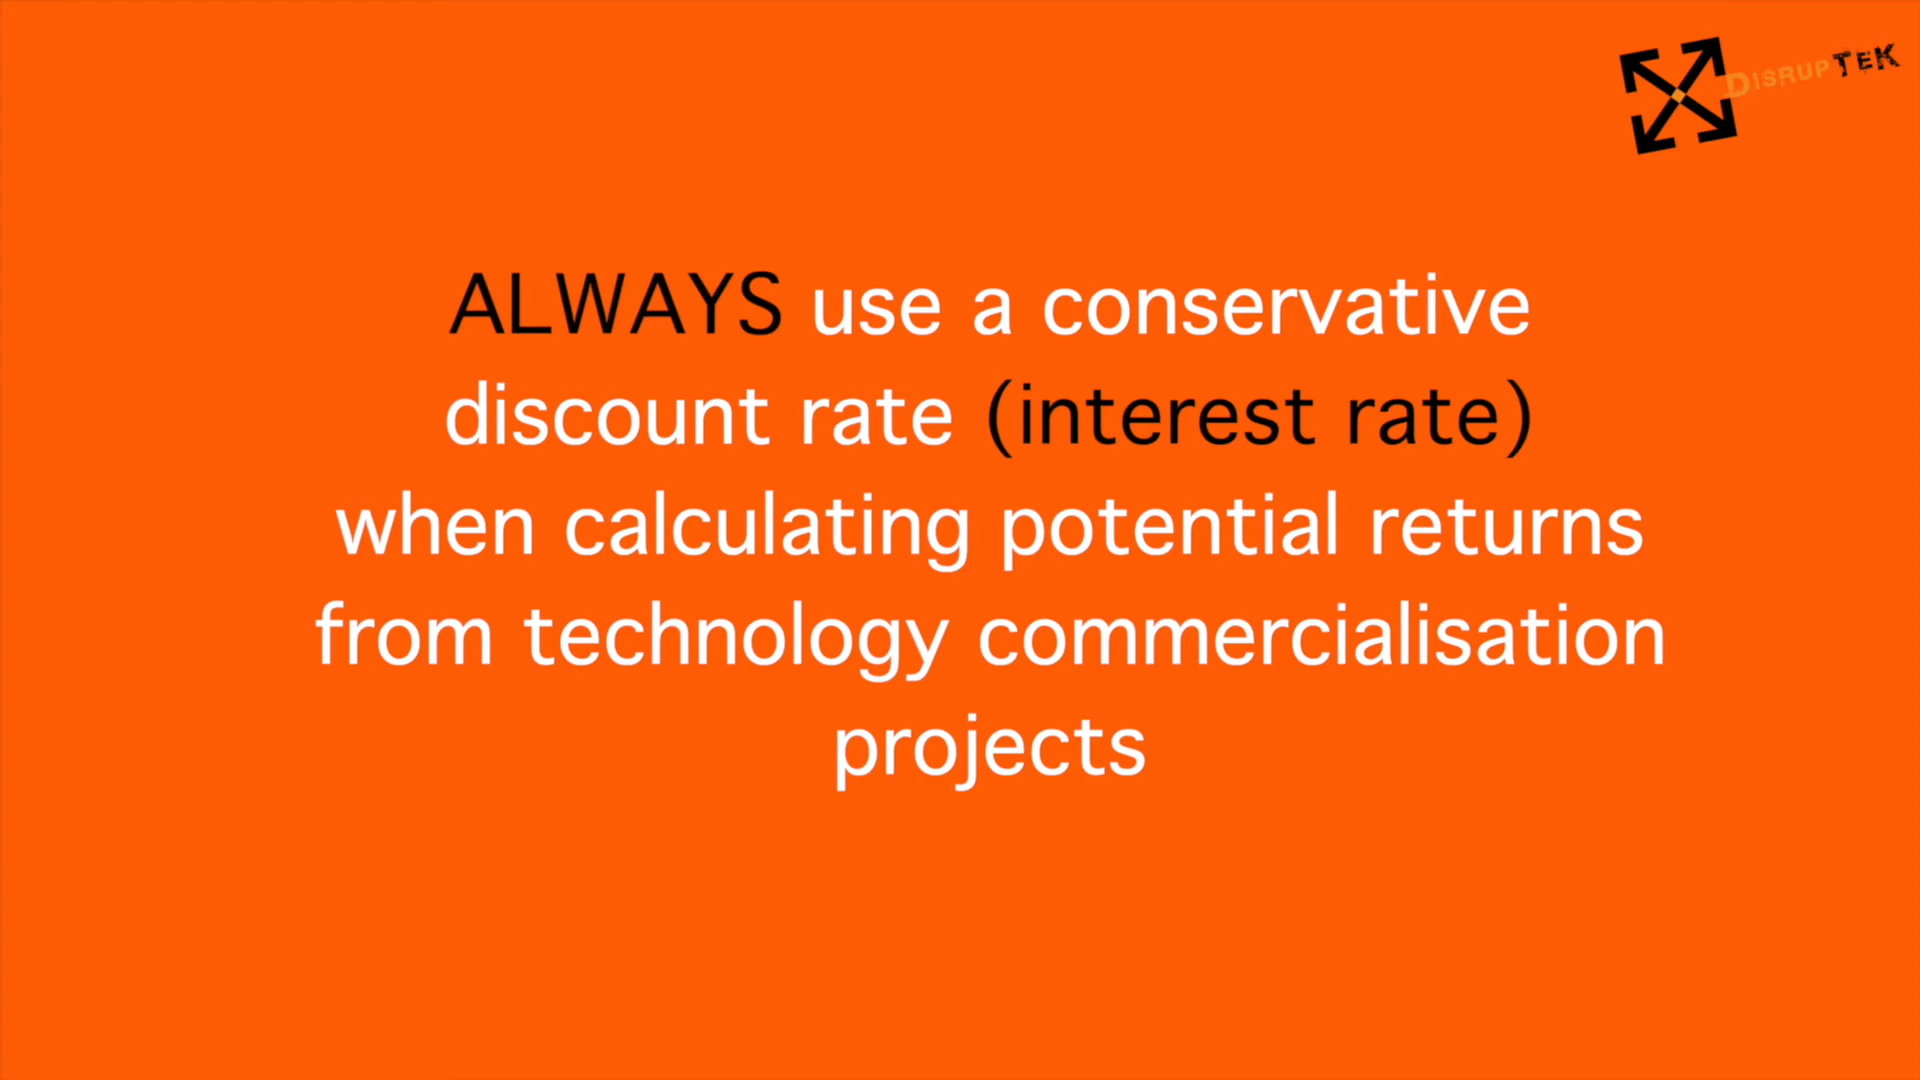 DISRUPTEK
ALWAYS use a conservative
discount rate (interest rate)
when calculating potential returns
from technology commercialisation
projects